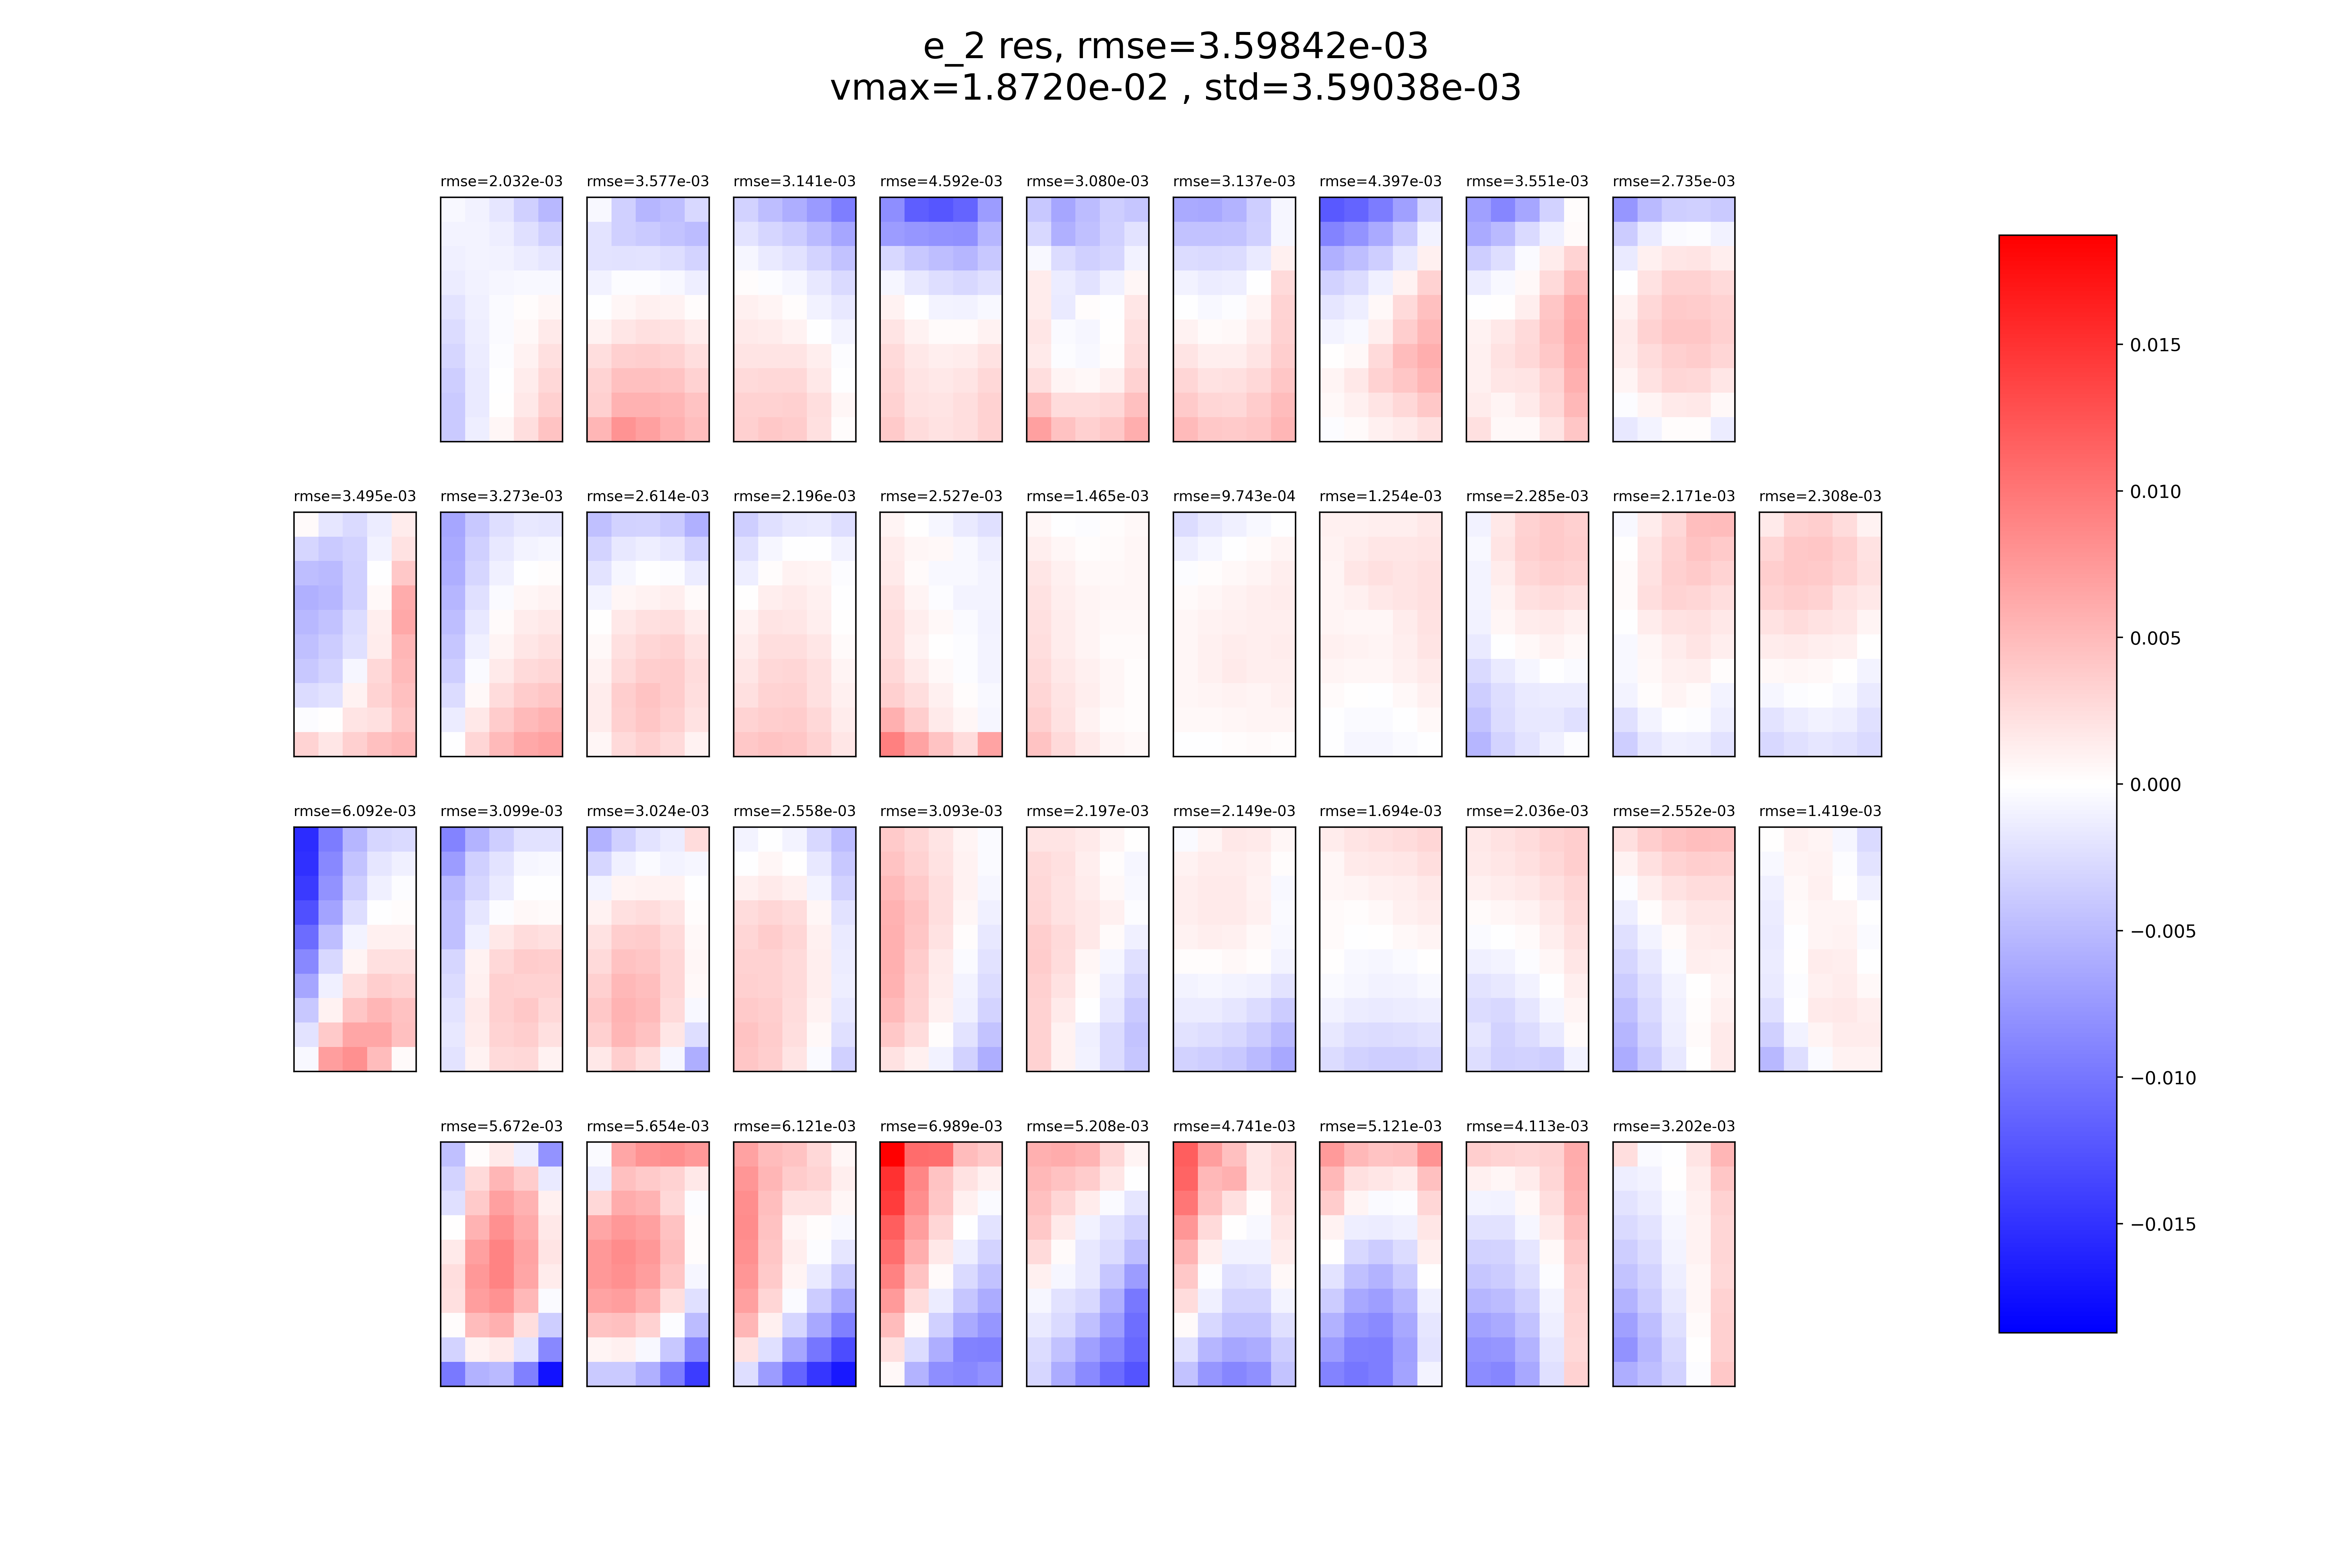 e_2 res, rmse=3.59842e-03
vmax=1.8720e-02 , std=3.59038e-03
rmse=2.032e-03 rmse=3.577e-03 rmse=3.141e-03 rmse=4.592e-03 rmse=3.080e-03 rmse=3.137e-03 rmse=4.397e-03 rmse=3.551e-03 rmse=2.735e-03
rmse=3.495e-03 rmse=3.273e-03 rmse=2.614e-03 rmse=2.196e-03 rmse=2.527e-03 rmse=1.465e-03 rmse=9.743e-04 rmse=1.254e-03 rmse=2.285e-03 rmse=2.171e-03 rmse=2.308e-03
rmse=6.092e-03 rmse=3.099e-03 rmse=3.024e-03 rmse=2.558e-03 rmse=3.093e-03 rmse=2.197e-03 rmse=2.149e-03 rmse=1.694e-03 rmse=2.036e-03 rmse=2.552e-03 rmse=1.419e-03
rmse=5.672e-03 rmse=5.654e-03 rmse=6.121e-03 rmse=6.989e-03 rmse=5.208e-03 rmse=4.741e-03 rmse=5.121e-03 rmse=4.113e-03 rmse=3.202e-03
0.015
0.010
0.005
0.000
−0.005
−0.010
−0.015